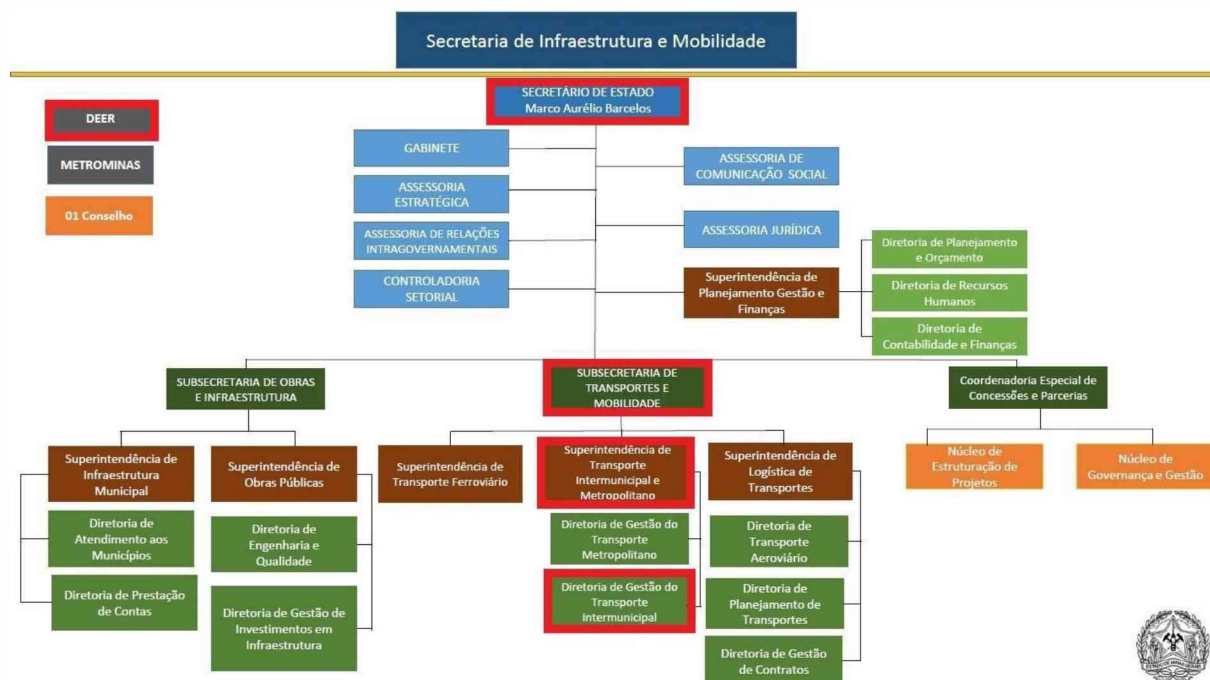 Secretaria de Infraestrutura e Mobilidade
SECRETÁRIO DE ESTADO
Marco Aurélio Barcelos
DEER
METROMINAS
01 Conselho
GABINETE
ASSESSORIA
ESTRATÉGICA
ASSESSORIA DE RELAÇÕES
INTRAGOVERNAMENTAIS
CONTROLADORIA
SETORIAL
ASSESSORIA DE
COMUNICAÇÃO SOCIAL
ASSESSORIA JURÍDICA
Superintendência de
Planejamento Gestão e
Finanças
Diretoria de Planejamento
e Orçamento
Diretoria de Recursos
Humanos
Diretoria de
Contabilidade e Finanças
SUBSECRETARIA DE OBRAS
E INFRAESTRUTURA
SUBSECRETARIA DE
TRANSPORTES E
MOBILIDADE
Coordenadoria Especial de
Concessões e Parcerias
Superintendência de
Infraestrutura
Municipal
Diretoria de
Atendimento aos
Municípios
Diretoria de Prestação
de Contas
Superintendência de
Obras Públicas
Diretoria de
Engenharia e
Qualidade
Diretoria de Gestão de
Investimentos em
Infraestrutura
Superintendência de
Transporte Ferroviário
Superintendência de
Transporte
Intermunicipal e
Metropolitano
Diretoria de Gestão do
Transporte
Metropolitano
Diretoria de Gestão do
Transporte
Intermunicipal
Superintendência de
Logística de
Transportes
Diretoria de
Transporte
Aeroviário
Diretoria de
Planejamento de
Transportes
Diretoria de Gestão
de Contratos
Núcleo de
Estruturação de
Projetos
Núcleo de
Governança e Gestão
ESTADO DE MINAS GERAIS